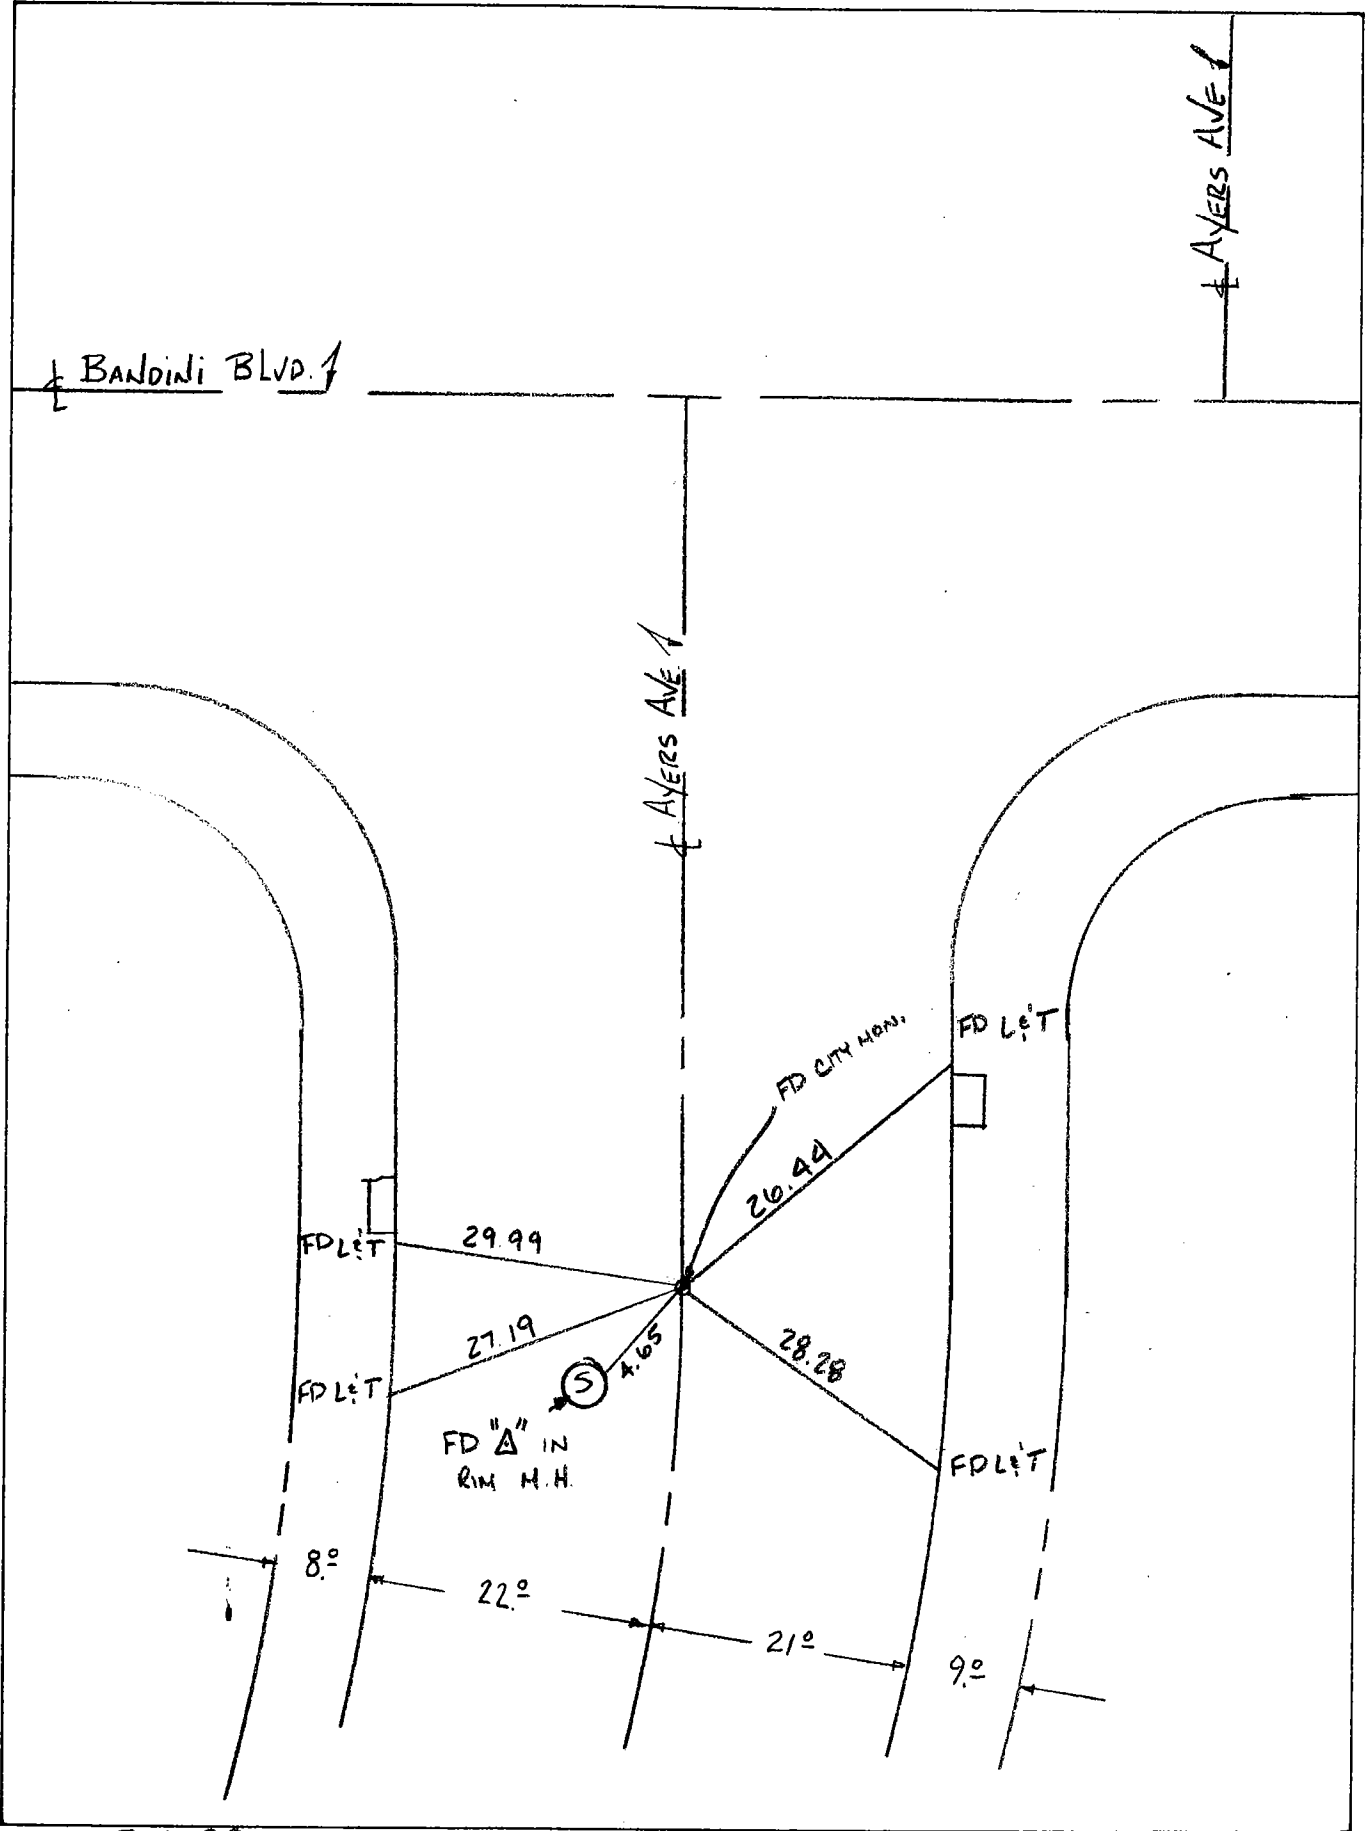 ℄ AYERS AVE
℄ BANDINI BLVD.
℄ AYERS AVE.
FD CITY MON.
FD L&T
26.44
FD L&T
29.99
27.19
4.65
28.28
FD L&T
S
FD "△" IN
RIM M.H.
FD L&T
8.0
22.0
21.0
9.0